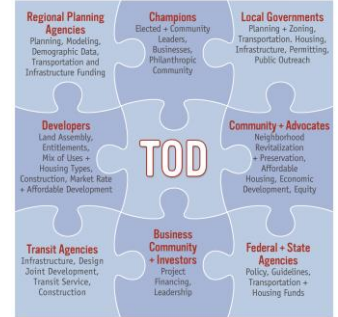 Regional Planning
Agencies
Planning, Modeling,
Demographic Data,
Transportation and
Infrastructure Funding
Champions
Elected + Community
Leaders,
Businesses,
Philanthropic
Community
Local Governments
Planning + Zoning,
Transportation, Housing,
Infrastructure, Permitting,
Public Outreach
Developers
Land Assembly,
Entitlements,
Mix of Uses +
Housing Types,
Construction, Market Rate
+ Affordable Development
TOD
Community + Advocates
Neighborhood
Revitalization
+ Preservation,
Affordable
Housing, Economic
Development, Equity
Transit Agencies
Infrastructure, Design
Joint Development,
Transit Service,
Construction
Business
Community
+ Investors
Project
Financing,
Leadership
Federal + State
Agencies
Policy, Guidelines,
Transportation +
Housing Funds